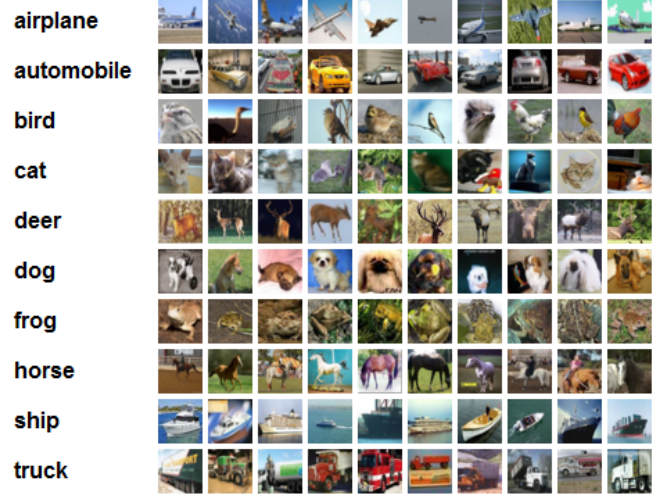 airplane
automobile
bird
cat
deer
dog
frog
horse
ship
truck